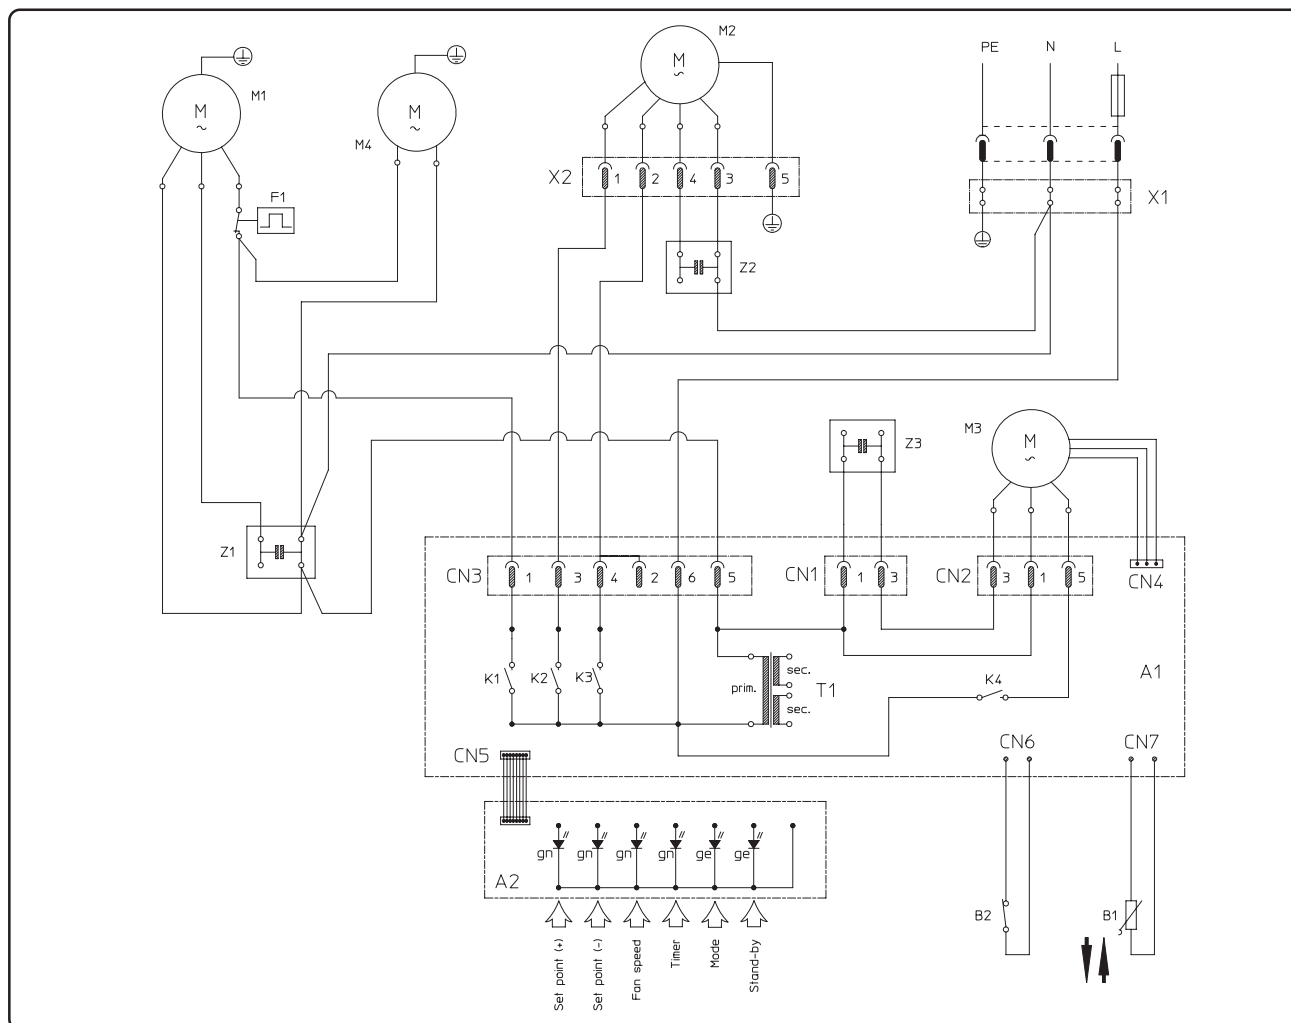 M2
PE N L
M M1 M M4 M
~ ~ ~
X2 1 2 4 3 5
X1
F1
Z2
Z3
M3 M
~
Z1
CN3 1 3 4 2 6 5
CN1 1 3
CN2 3 1 5
CN4
K1 K2 K3
prim. sec. T1
sec.
K4
A1
CN5
CN6 CN7
gn gn gn gn ge ge
A2
B2 B1
Set point (+)
Set point (-)
Fan speed
Timer
Mode
Stand-by